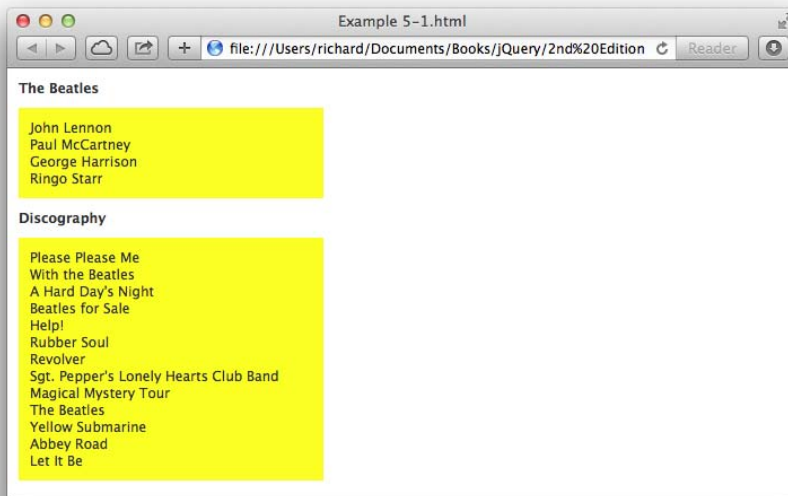 Example 5-1.html
file:///Users/richard/Documents/Books/jQuery/2nd%20Edition
Reader
The Beatles
John Lennon
Paul McCartney
George Harrison
Ringo Starr
Discography
Please Please Me
With the Beatles
A Hard Day's Night
Beatles for Sale
Help!
Rubber Soul
Revolver
Sgt. Pepper's Lonely Hearts Club Band
Magical Mystery Tour
The Beatles
Yellow Submarine
Abbey Road
Let It Be